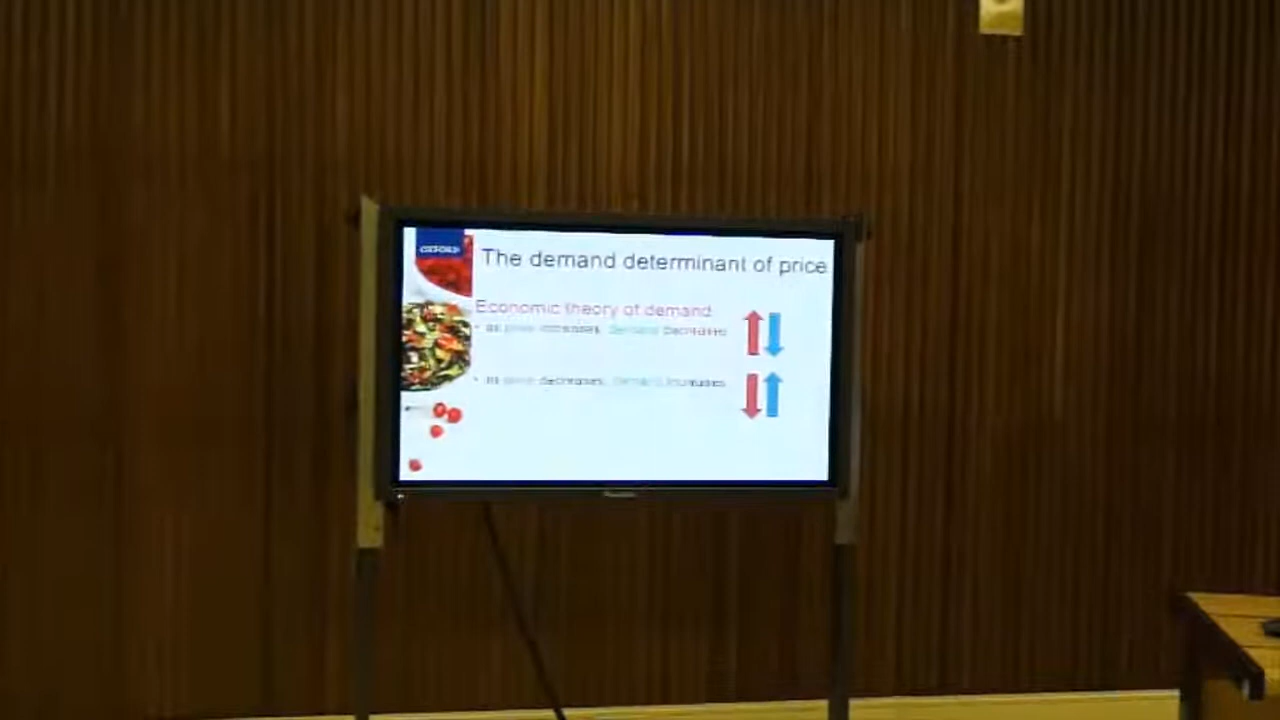 OXFORD
The demand determinant of price
Economic theory of demand:
• as price increases, demand decreases
• as price decreases, demand increases